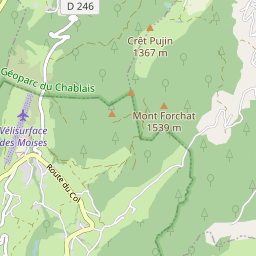 D 246
Crêt Pujin
1367 m
Géoparc du Chablais
Mont Forchat
1539 m
Vélisurface
des Moises
Route du Col